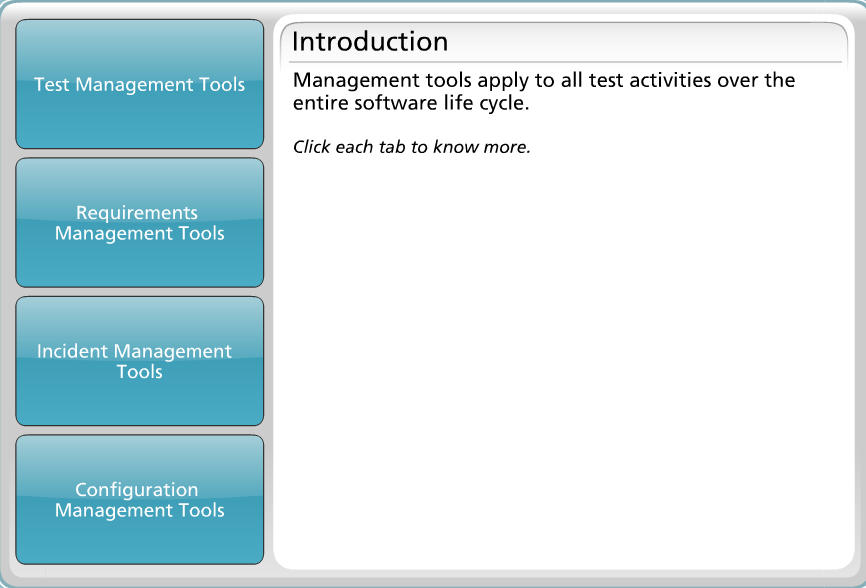 Test Management Tools
Requirements
Management Tools
Incident Management
Tools
Configuration
Management Tools
Introduction
Management tools apply to all test activities over the
entire software life cycle.
Click each tab to know more.